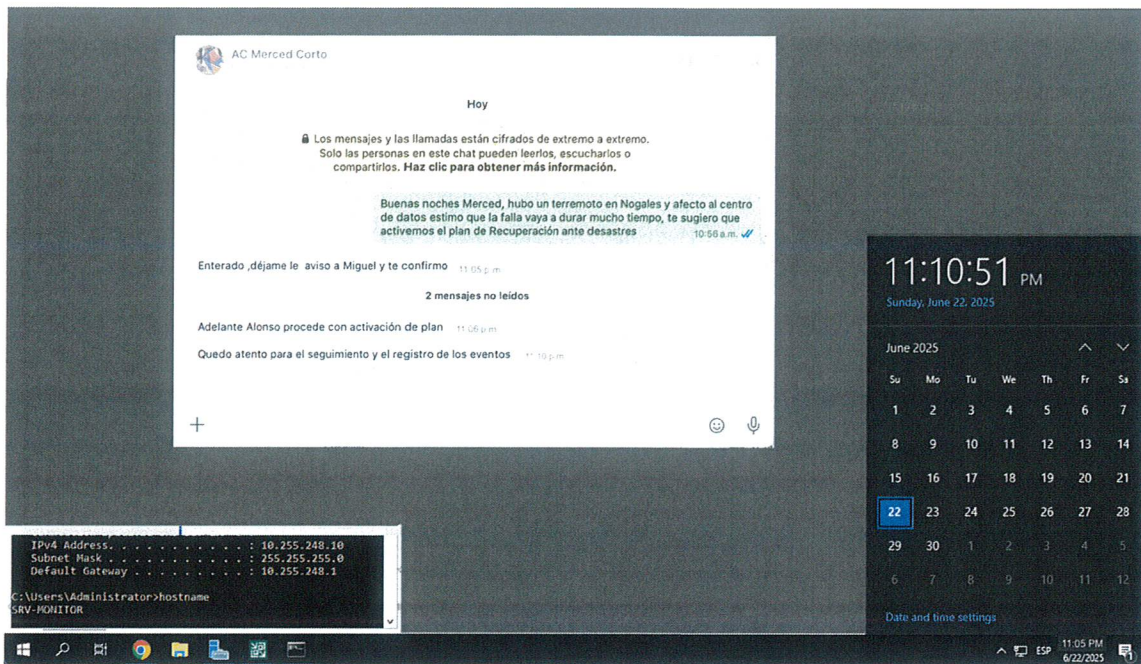 AC Merced Corto
Hoy
Los mensajes y las llamadas están cifrados de extremo a extremo.
Solo las personas en este chat pueden leerlos, escucharlos o
compartirlos. Haz clic para obtener más información.
Buenas noches Merced, hubo un terremoto en Nogales y afecto al centro
de datos estimo que la falla vaya a durar mucho tiempo, te sugiero que
activemos el plan de Recuperación ante desastres
10:56 a.m.
Enterado ,déjame le aviso a Miguel y te confirmo 11:05 p.m.
2 mensajes no leídos
Adelante Alonso procede con activación de plan 11:06 p.m.
Quedo atento para el seguimiento y el registro de los eventos 11:10 p.m.
11:10:51 PM
Sunday, June 22, 2025
June 2025
Su Mo Tu We Th Fr Sa
1 2 3 4 5 6 7
8 9 10 11 12 13 14
15 16 17 18 19 20 21
22 23 24 25 26 27 28
29 30 1 2 3 4 5
6 7 8 9 10 11 12
Date and time settings
IPv4 Address. . . . . . . . . . . : 10.255.248.10
Subnet Mask . . . . . . . . . . . : 255.255.255.0
Default Gateway . . . . . . . . . : 10.255.248.1
C:\Users\Administrator>hostname
SRV-MONITOR
ESP
11:05 PM
6/22/2025